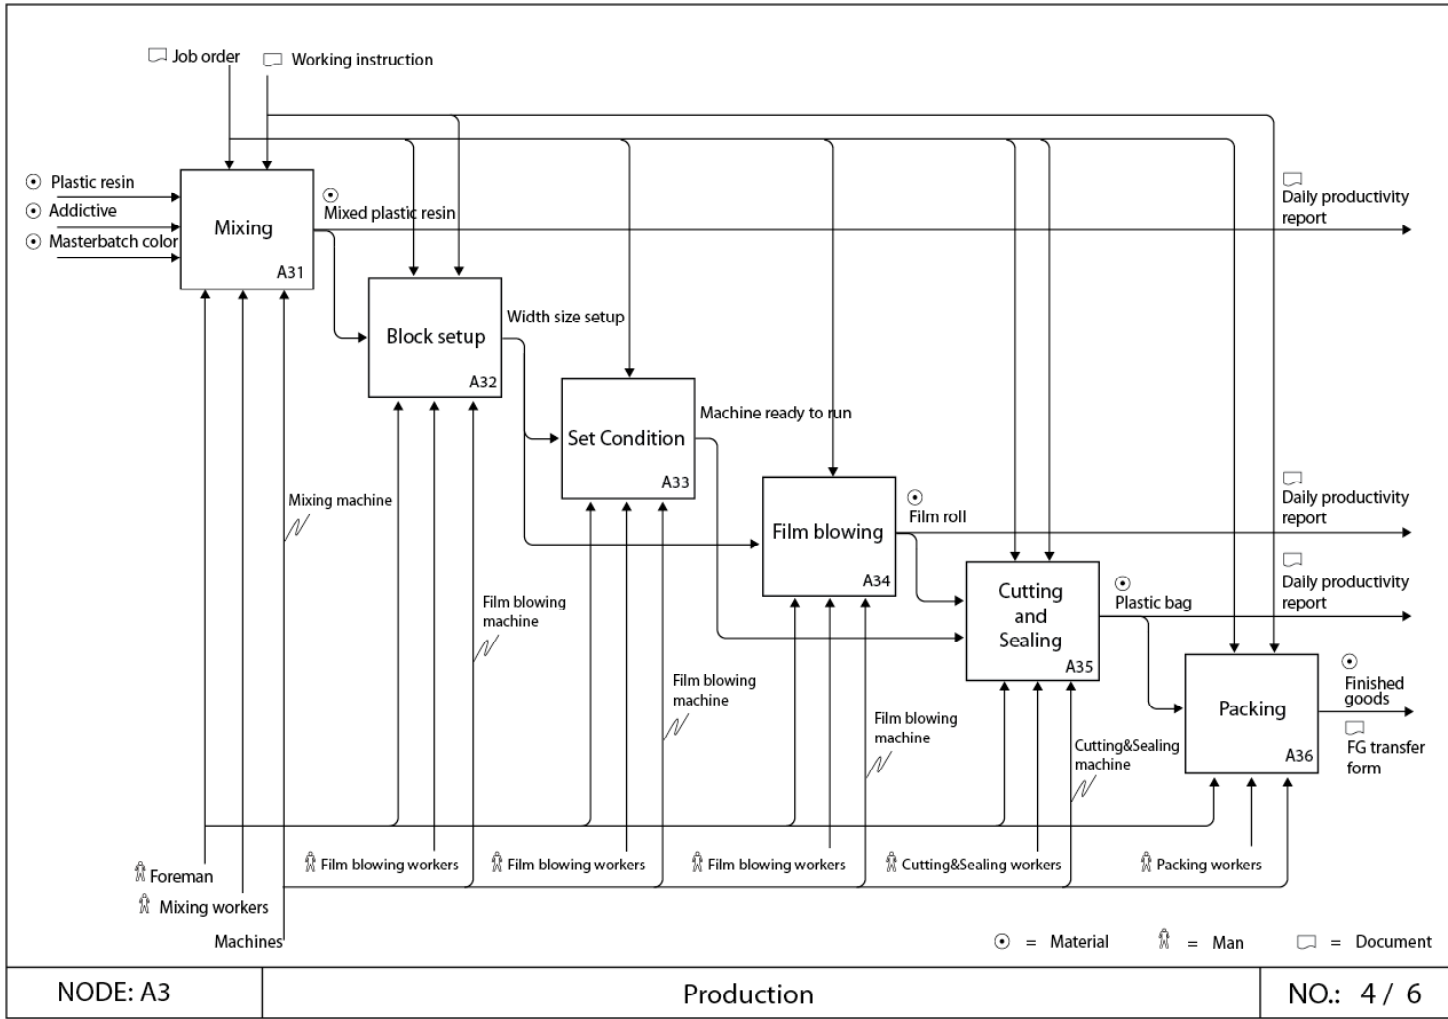 Job order
Working instruction
Plastic resin
Addictive
Masterbatch color
Mixing
A31
Mixed plastic resin
Daily productivity
report
Block setup
A32
Width size setup
Set Condition
A33
Machine ready to run
Film blowing
A34
Film roll
Daily productivity
report
Cutting
and
Sealing
A35
Plastic bag
Daily productivity
report
Packing
A36
Finished
goods
FG transfer
form
Mixing machine
Film blowing
machine
Film blowing
machine
Film blowing
machine
Cutting&Sealing
machine
Foreman
Mixing workers
Machines
Film blowing workers
Film blowing workers
Film blowing workers
Cutting&Sealing workers
Packing workers
= Material
= Man
= Document
NODE: A3
Production
NO.: 4 / 6